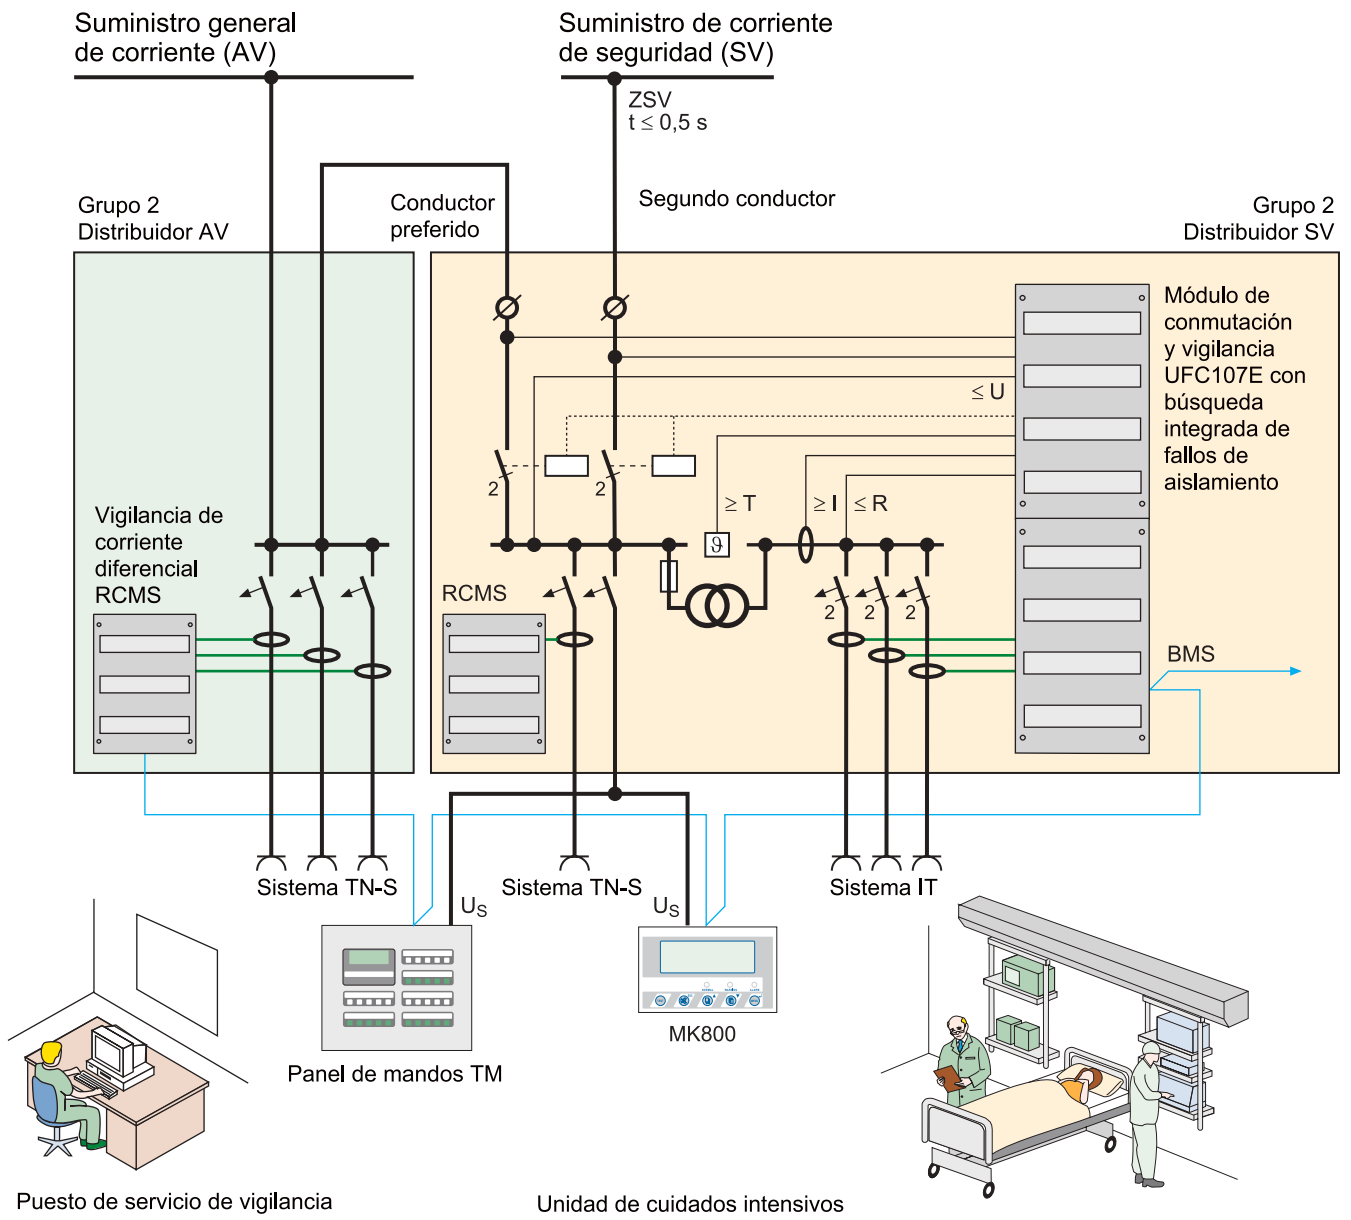 Suministro general
de corriente (AV)
Suministro de corriente
de seguridad (SV)
ZSV
t ≤ 0,5 s
Grupo 2
Distribuidor AV
Conductor
preferido
Segundo conductor
Grupo 2
Distribuidor SV
Módulo de
conmutación
y vigilancia
UFC107E con
búsqueda
integrada de
fallos de
aislamiento
≤ U
2
2
≥ T
≥ I
≤ R
ϑ
Vigilancia de
corriente
diferencial
RCMS
RCMS
2
2
2
BMS
Sistema TN-S
Sistema TN-S
Sistema IT
US
US
MK800
Panel de mandos TM
Puesto de servicio de vigilancia
Unidad de cuidados intensivos